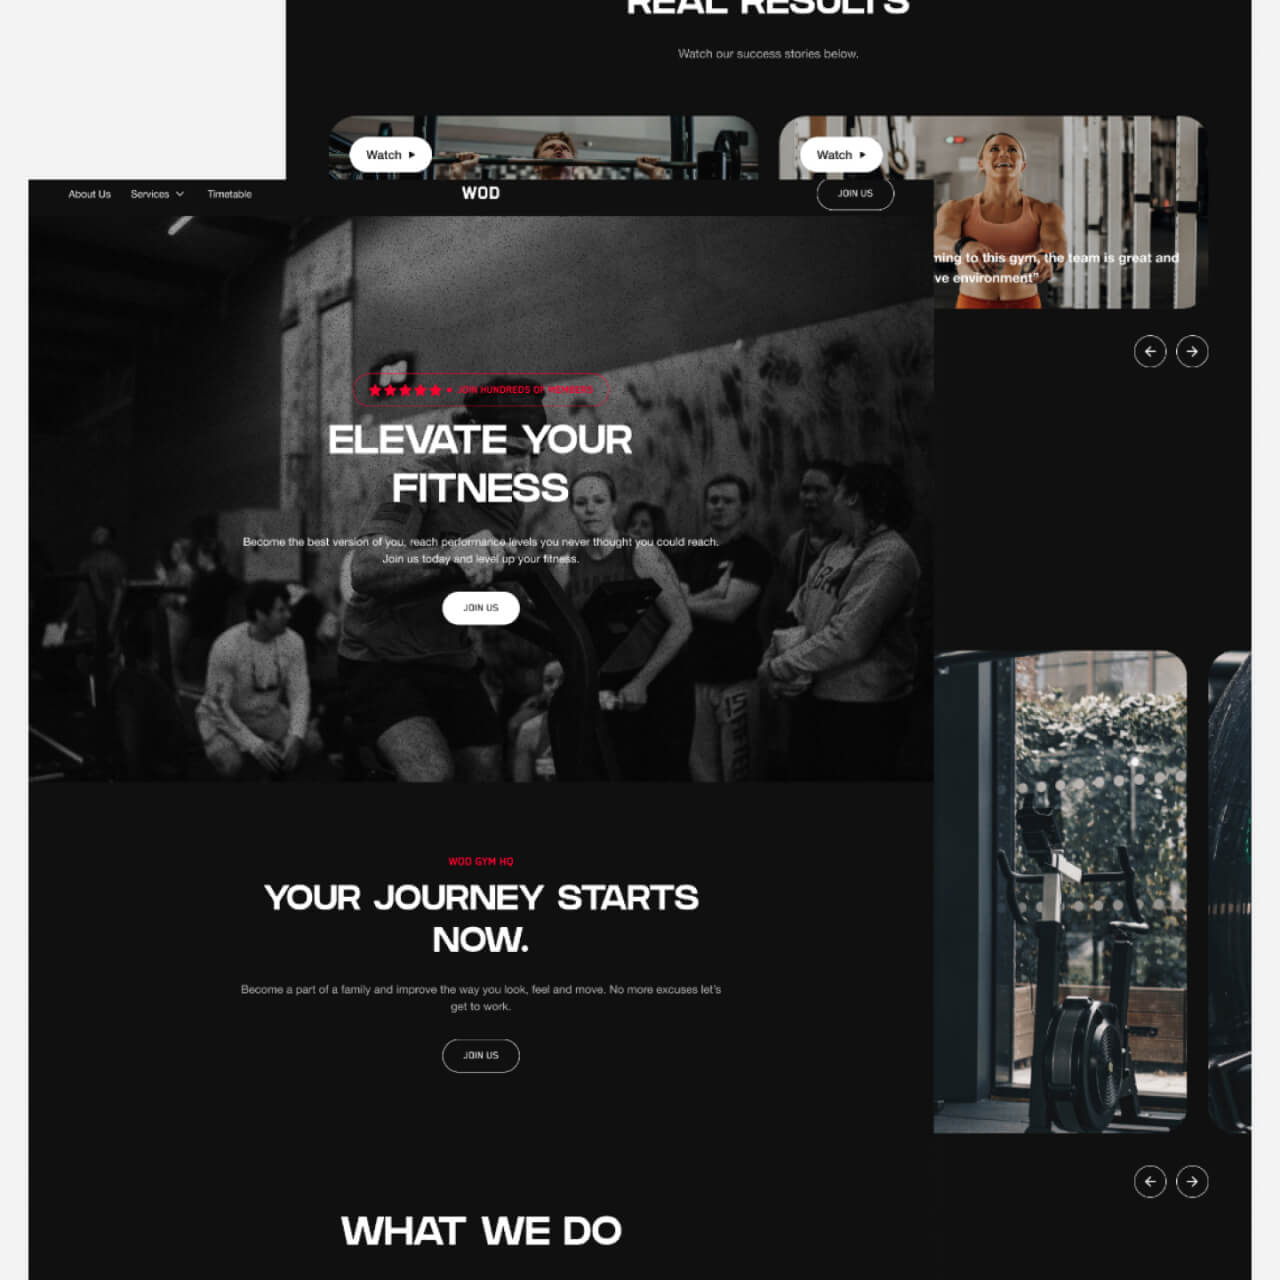 REAL RESULTS
Watch our success stories below.
Watch
Watch
ming to this gym, the team is great and
ve environment”
About Us Services Timetable WOD JOIN US
JOIN HUNDREDS OF MEMBERS
ELEVATE YOUR
FITNESS
Become the best version of you, reach performance levels you never thought you could reach.
Join us today and level up your fitness.
JOIN US
WOD GYM HQ
YOUR JOURNEY STARTS
NOW.
Become a part of a family and improve the way you look, feel and move. No more excuses let’s
get to work.
JOIN US
WHAT WE DO